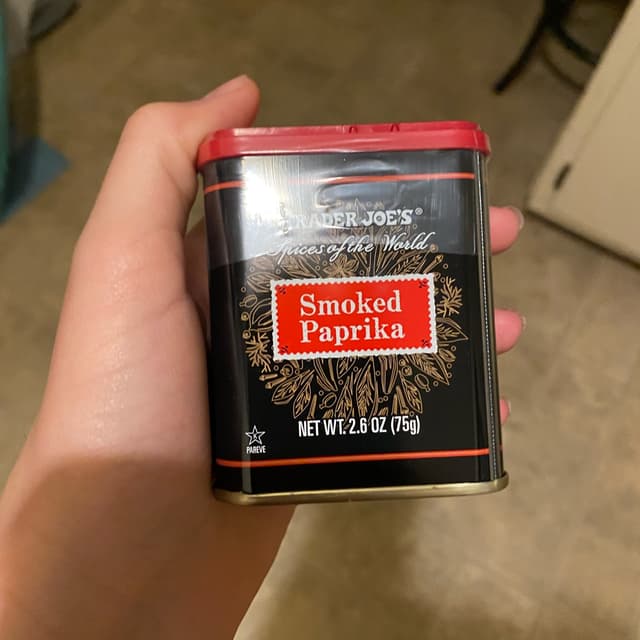 TRADER JOE'S®
Spices of the World
Smoked
Paprika
NET WT. 2.6 OZ (75g)
K
PAREVE